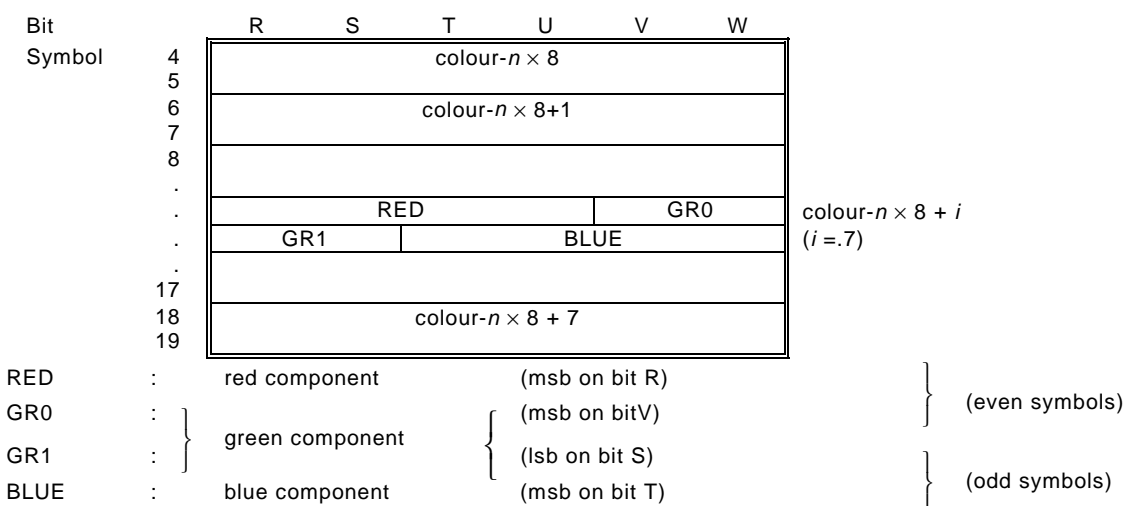 Bit R S T U V W
Symbol 4 colour-n × 8
5
6 colour-n × 8+1
7
8
.
. RED GR0 colour-n × 8 + i
. GR1 BLUE (i =.7)
.
17
18 colour-n × 8 + 7
19
RED : red component (msb on bit R)
(even symbols)
GR0 : (msb on bitV)
green component
GR1 : (lsb on bit S)
(odd symbols)
BLUE : blue component (msb on bit T)